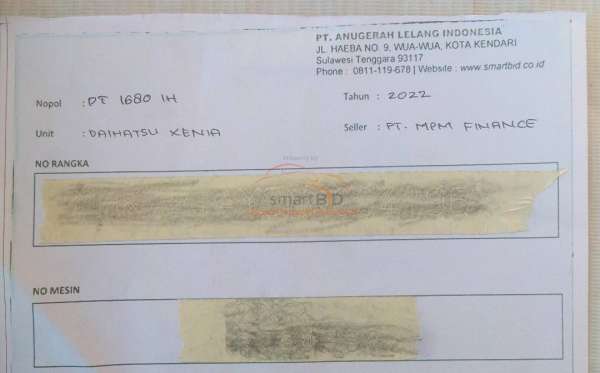 PT. ANUGERAH LELANG INDONESIA
JL. HAEBA NO. 9, WUA-WUA, KOTA KENDARI
Sulawesi Tenggara 93117
Phone : 0811-119-678 | Website : www.smartbid.co.id
Nopol : DT 1680 IH
Tahun : 2022
Unit : DAIHATSU XENIA
Seller : PT. MPM FINANCE
NO RANGKA
Property by
smartBID
NO MESIN